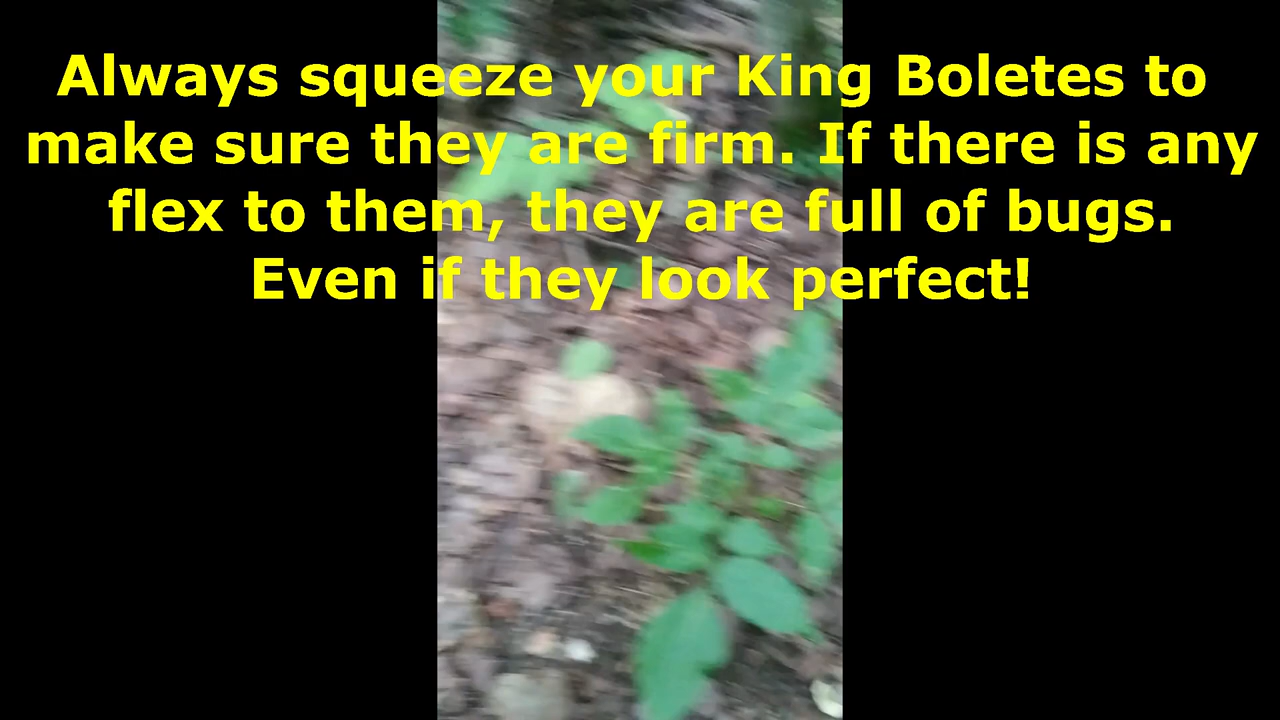 Always squeeze your King Boletes to
make sure they are firm. If there is any
flex to them, they are full of bugs.
Even if they look perfect!